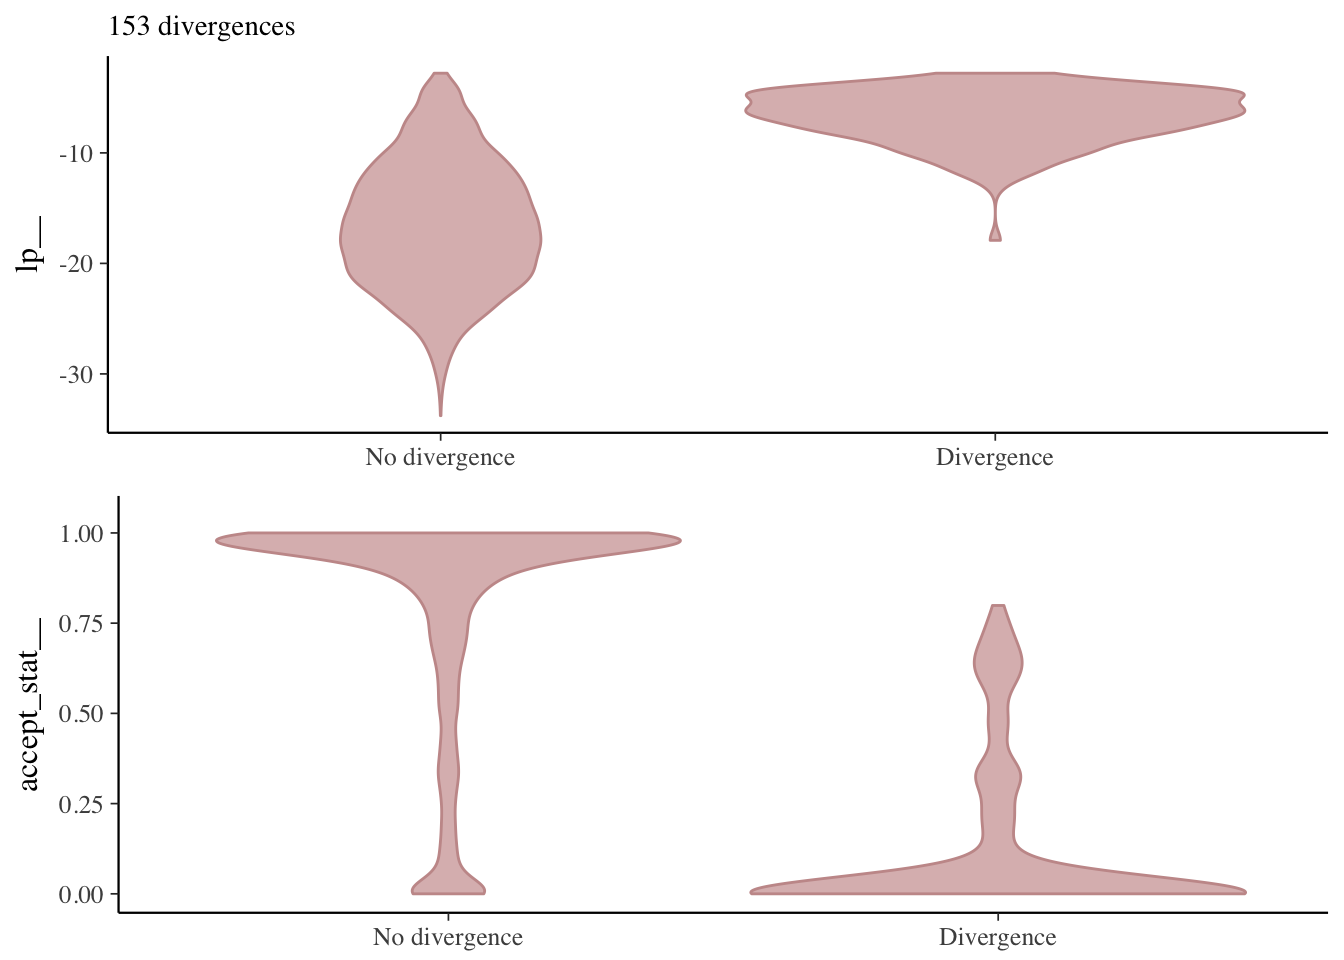 153 divergences
lp__
-10
-20
-30
No divergence
Divergence
accept_stat__
1.00
0.75
0.50
0.25
0.00
No divergence
Divergence